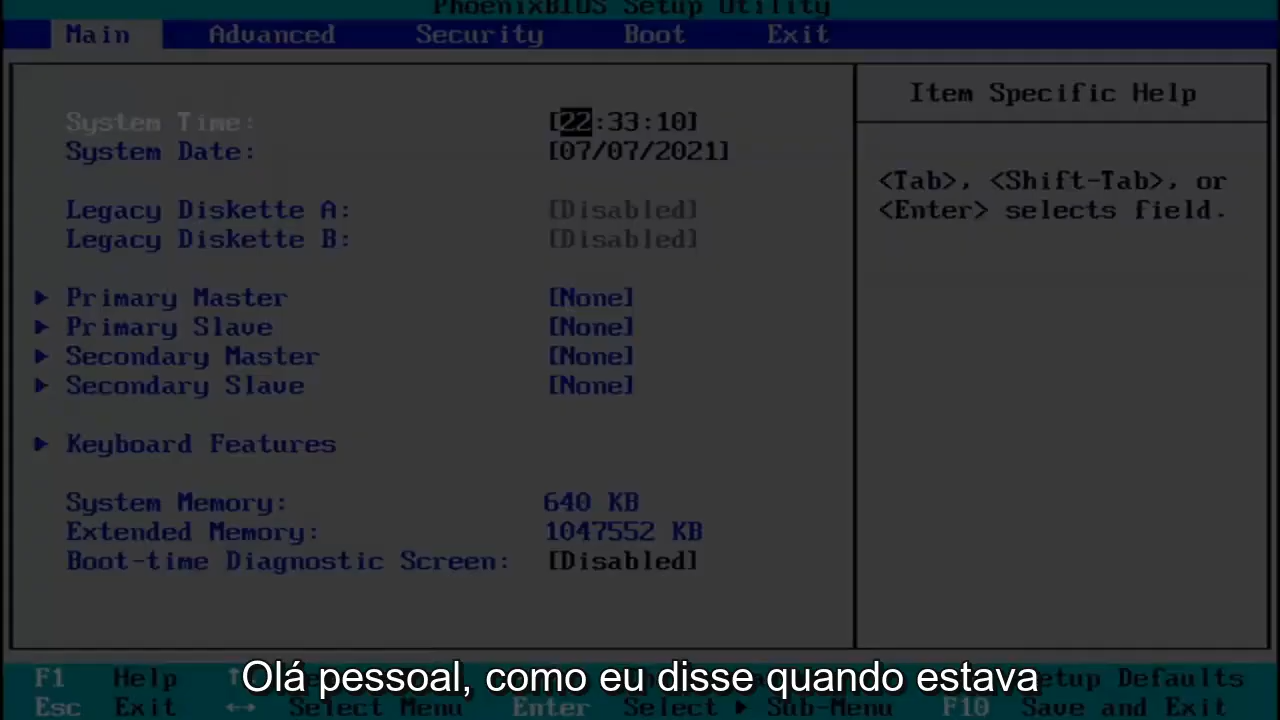 PhoenixBIOS Setup Utility
Main Advanced Security Boot Exit
Item Specific Help
System Time: [22:33:10]
System Date: [07/07/2021]
<Tab>, <Shift-Tab>, or
<Enter> selects field.
Legacy Diskette A: [Disabled]
Legacy Diskette B: [Disabled]
Primary Master [None]
Primary Slave [None]
Secondary Master [None]
Secondary Slave [None]
Keyboard Features
System Memory: 640 KB
Extended Memory: 1047552 KB
Boot-time Diagnostic Screen: [Disabled]
F1 Help Setup Defaults
Esc Exit ↔ Select Menu Enter Select ▶ Sub-Menu F10 Save and Exit
Olá pessoal, como eu disse quando estava